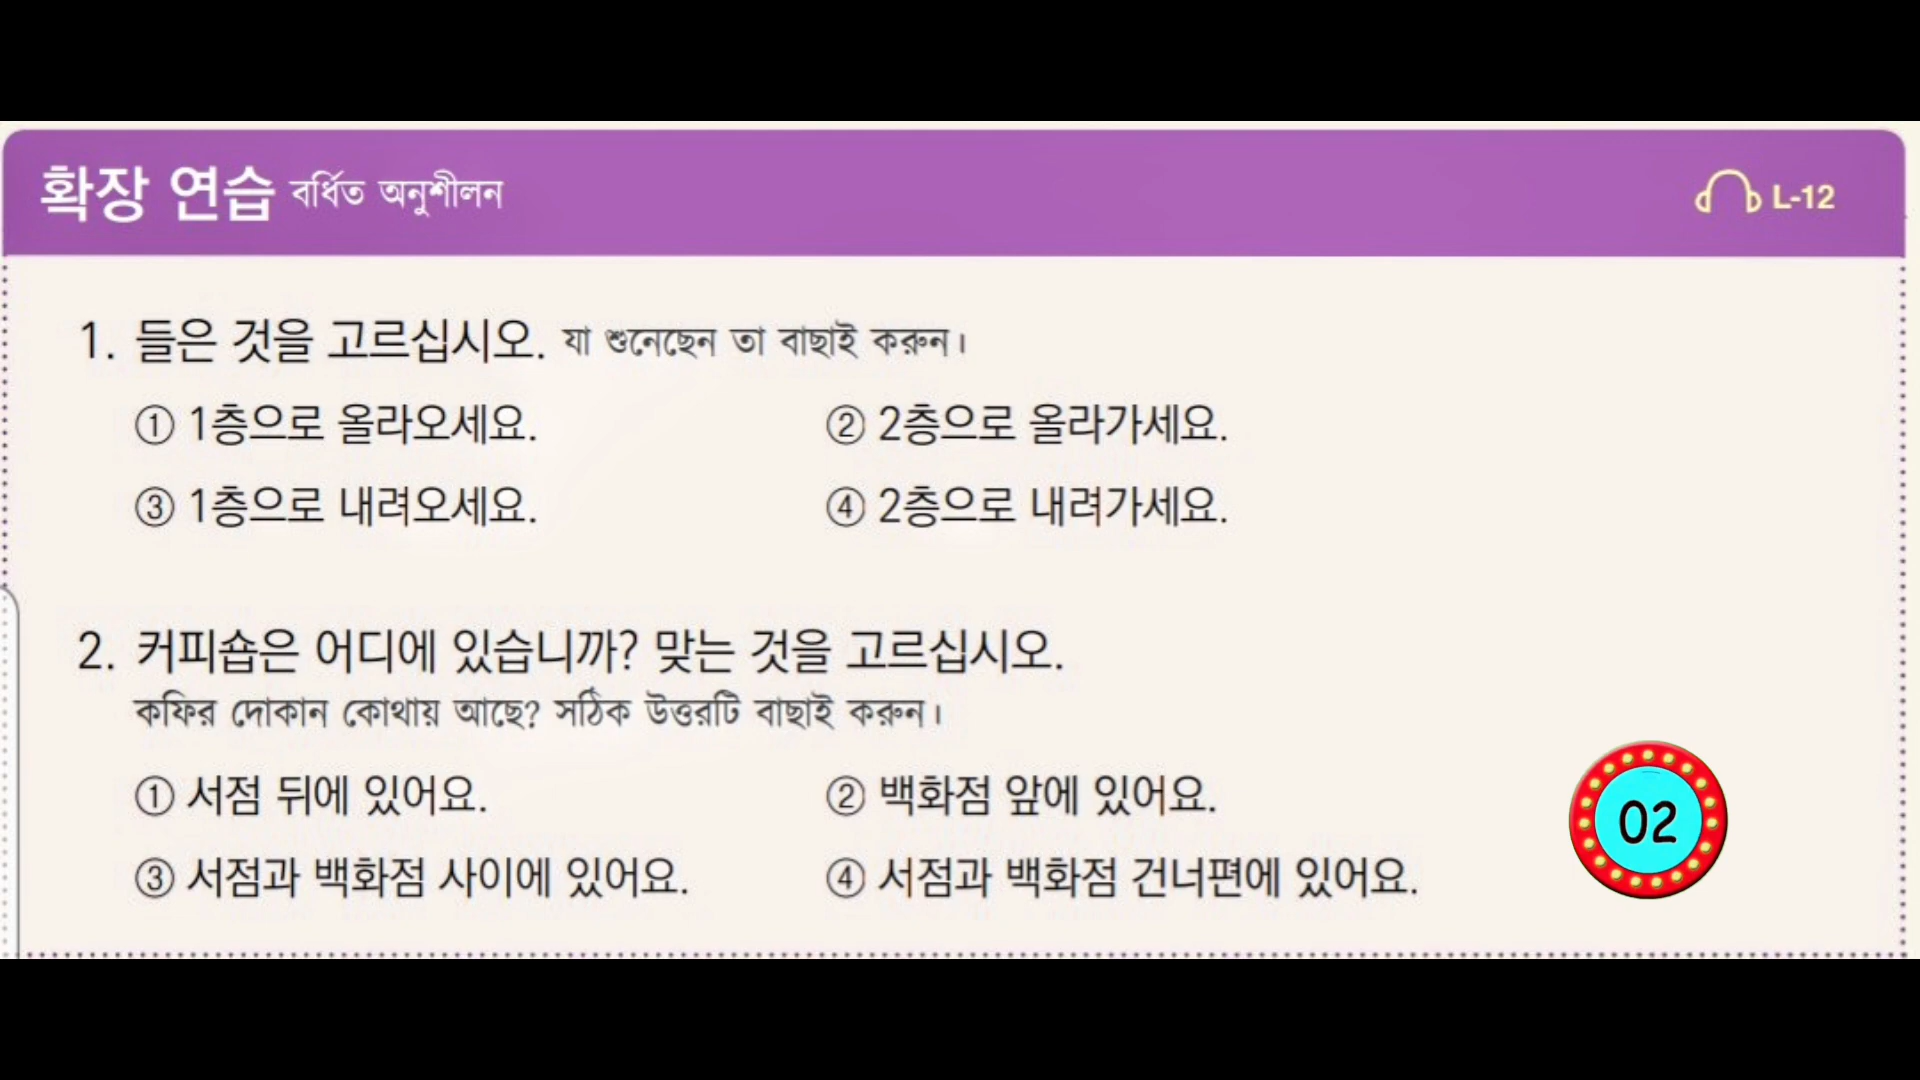 확장 연습 বর্ধিত অনুশীলন
L-12
1. 들은 것을 고르십시오. যা শুনেছেন তা বাছাই করুন।
① 1층으로 올라오세요. ② 2층으로 올라가세요.
③ 1층으로 내려오세요. ④ 2층으로 내려가세요.
2. 커피숍은 어디에 있습니까? 맞는 것을 고르십시오.
কফির দোকান কোথায় আছে? সঠিক উত্তরটি বাছাই করুন।
① 서점 뒤에 있어요. ② 백화점 앞에 있어요.
③ 서점과 백화점 사이에 있어요. ④ 서점과 백화점 건너편에 있어요.
02